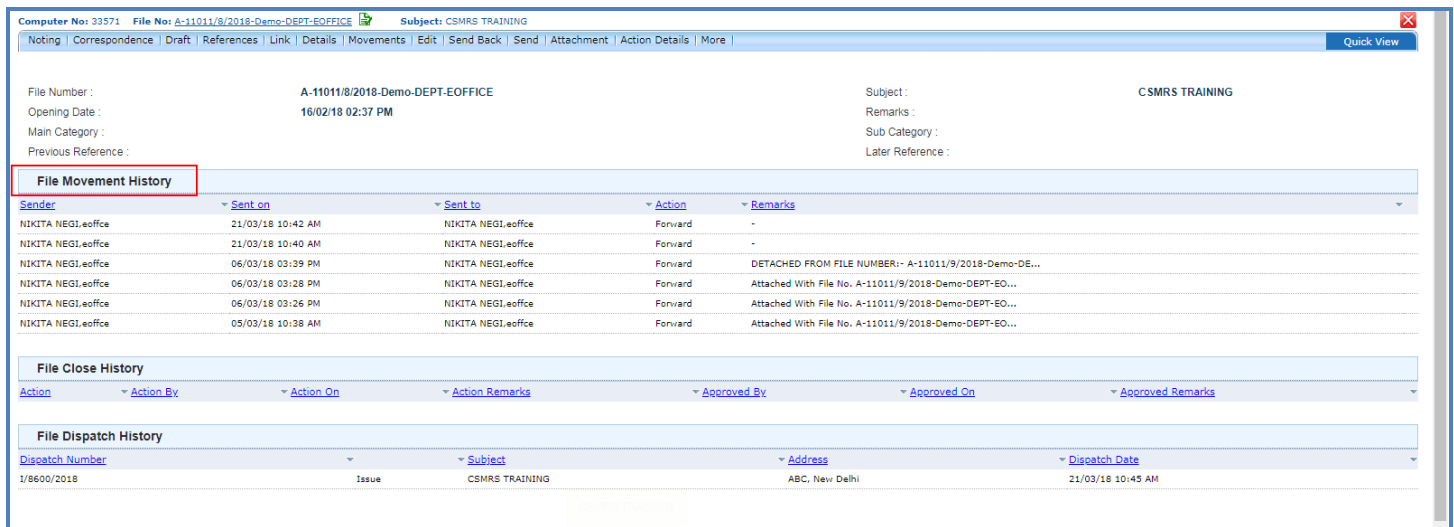 Computer No: 33571 File No: A-11011/8/2018-Demo-DEPT-EOFFICE Subject: CSMRS TRAINING
Noting | Correspondence | Draft | References | Link | Details | Movements | Edit | Send Back | Send | Attachment | Action Details | More | Quick View
File Number : A-11011/8/2018-Demo-DEPT-EOFFICE Subject : CSMRS TRAINING
Opening Date : 16/02/18 02:37 PM Remarks :
Main Category : Sub Category :
Previous Reference : Later Reference :
File Movement History
Sender Sent on Sent to Action Remarks
NIKITA NEGI,eoffce 21/03/18 10:42 AM NIKITA NEGI,eoffce Forward -
NIKITA NEGI,eoffce 21/03/18 10:40 AM NIKITA NEGI,eoffce Forward -
NIKITA NEGI,eoffce 06/03/18 03:39 PM NIKITA NEGI,eoffce Forward DETACHED FROM FILE NUMBER:- A-11011/9/2018-Demo-DE...
NIKITA NEGI,eoffce 06/03/18 03:28 PM NIKITA NEGI,eoffce Forward Attached With File No. A-11011/9/2018-Demo-DEPT-EO...
NIKITA NEGI,eoffce 06/03/18 03:26 PM NIKITA NEGI,eoffce Forward Attached With File No. A-11011/9/2018-Demo-DEPT-EO...
NIKITA NEGI,eoffce 05/03/18 10:38 AM NIKITA NEGI,eoffce Forward Attached With File No. A-11011/9/2018-Demo-DEPT-EO...
File Close History
Action Action By Action On Action Remarks Approved By Approved On Approved Remarks
File Dispatch History
Dispatch Number Subject Address Dispatch Date
I/8600/2018 Issue CSMRS TRAINING ABC, New Delhi 21/03/18 10:45 AM